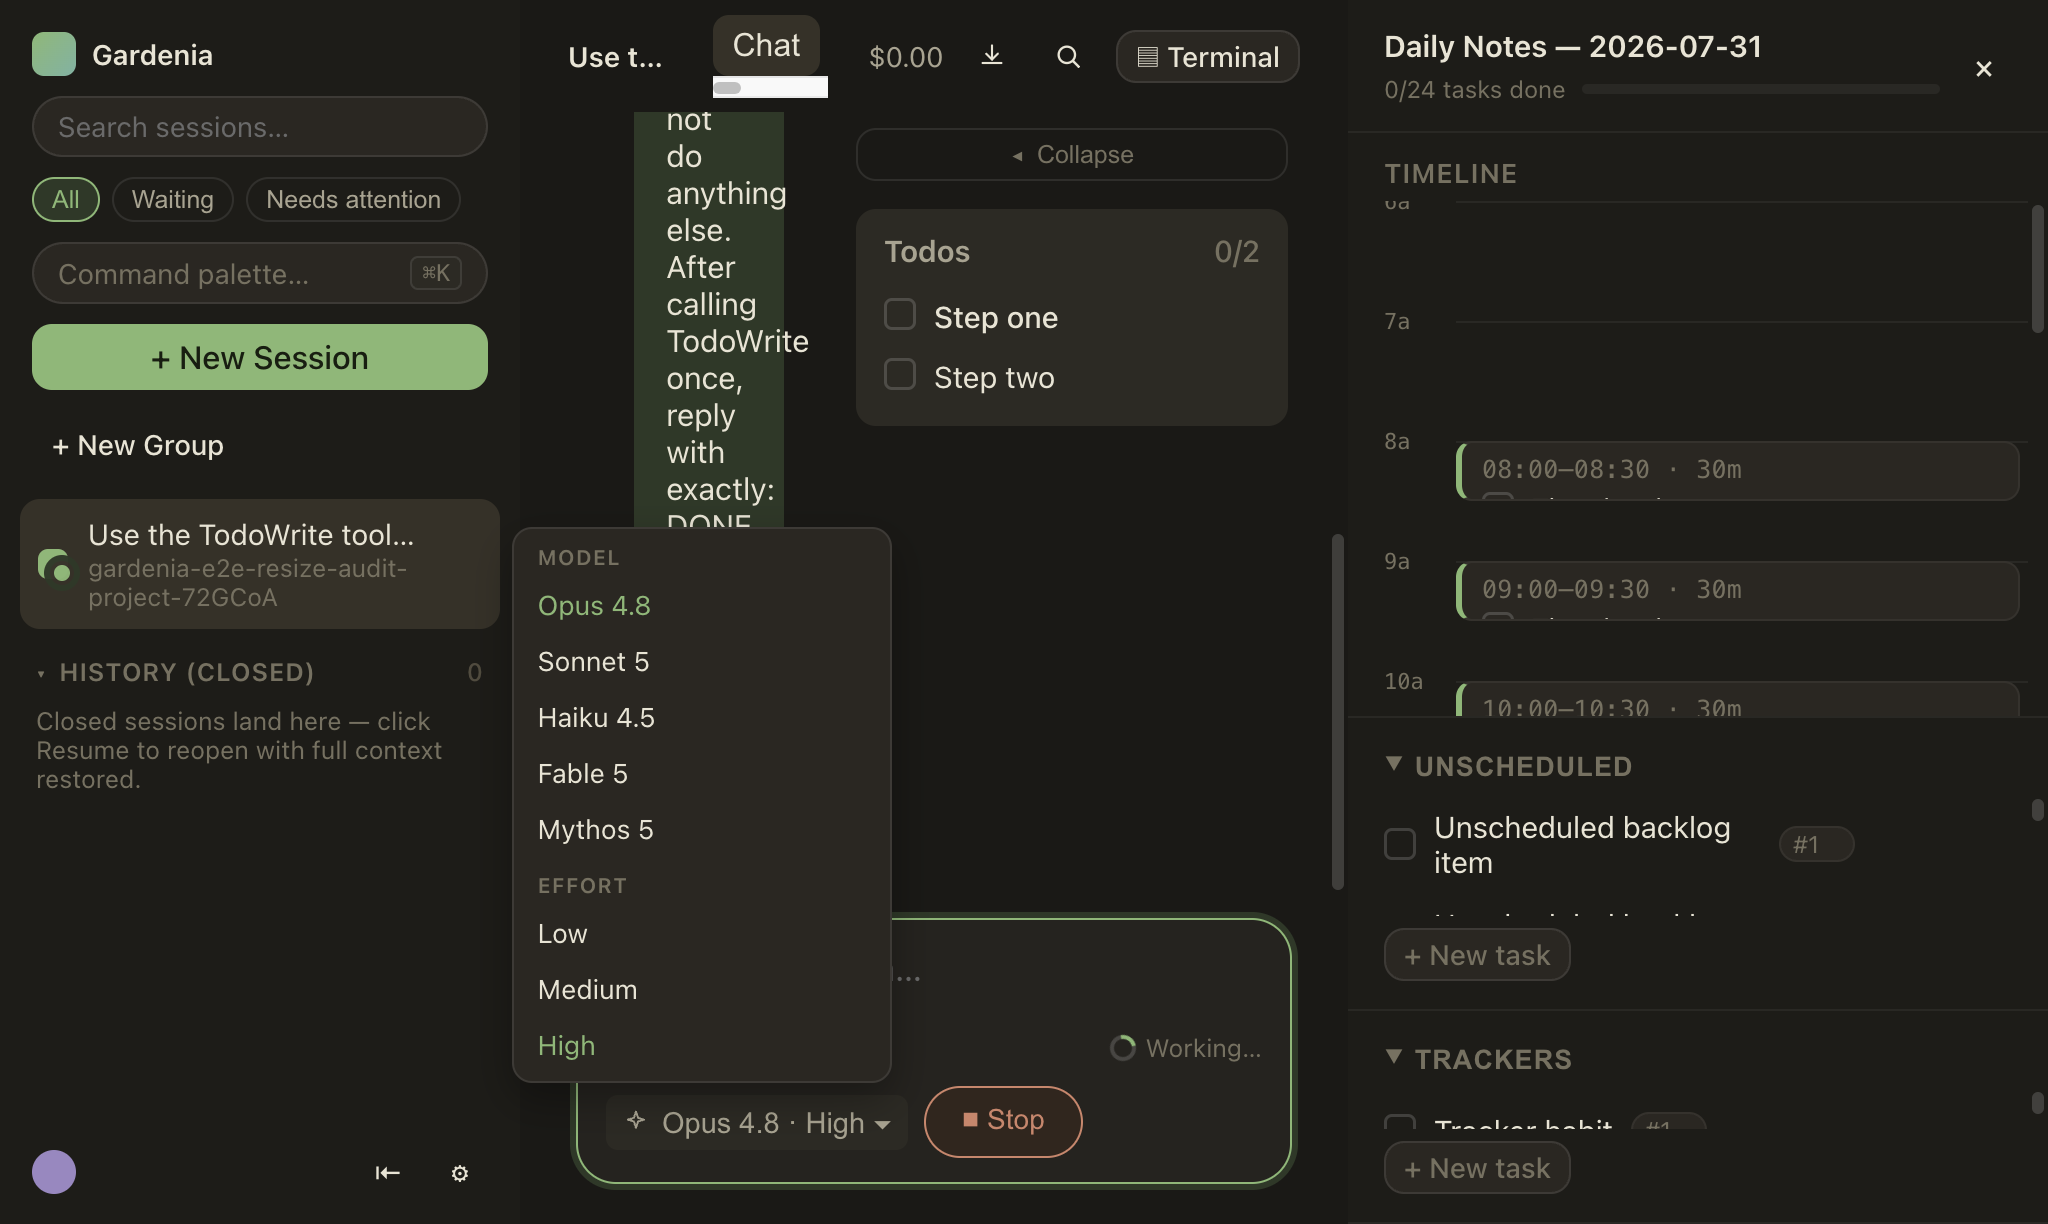 Gardenia
Search sessions...
All
Waiting
Needs attention
Command palette...
⌘K
+ New Session
+ New Group
Use the TodoWrite tool...
gardenia-e2e-resize-audit-
project-72GCoA
▾ HISTORY (CLOSED)
0
Closed sessions land here — click
Resume to reopen with full context
restored.
Use t...
Chat
$0.00
Terminal
not
do
anything
else.
After
calling
TodoWrite
once,
reply
with
exactly:
DONE
◂ Collapse
Todos
0/2
Step one
Step two
MODEL
Opus 4.8
Sonnet 5
Haiku 4.5
Fable 5
Mythos 5
EFFORT
Low
Medium
High
Working...
Opus 4.8 · High
Stop
Daily Notes — 2026-07-31
×
0/24 tasks done
TIMELINE
6a
7a
8a
08:00–08:30 · 30m
9a
09:00–09:30 · 30m
10a
10:00–10:30 · 30m
▼ UNSCHEDULED
Unscheduled backlog
item
#1
+ New task
▼ TRACKERS
Tracker habit
#1
+ New task